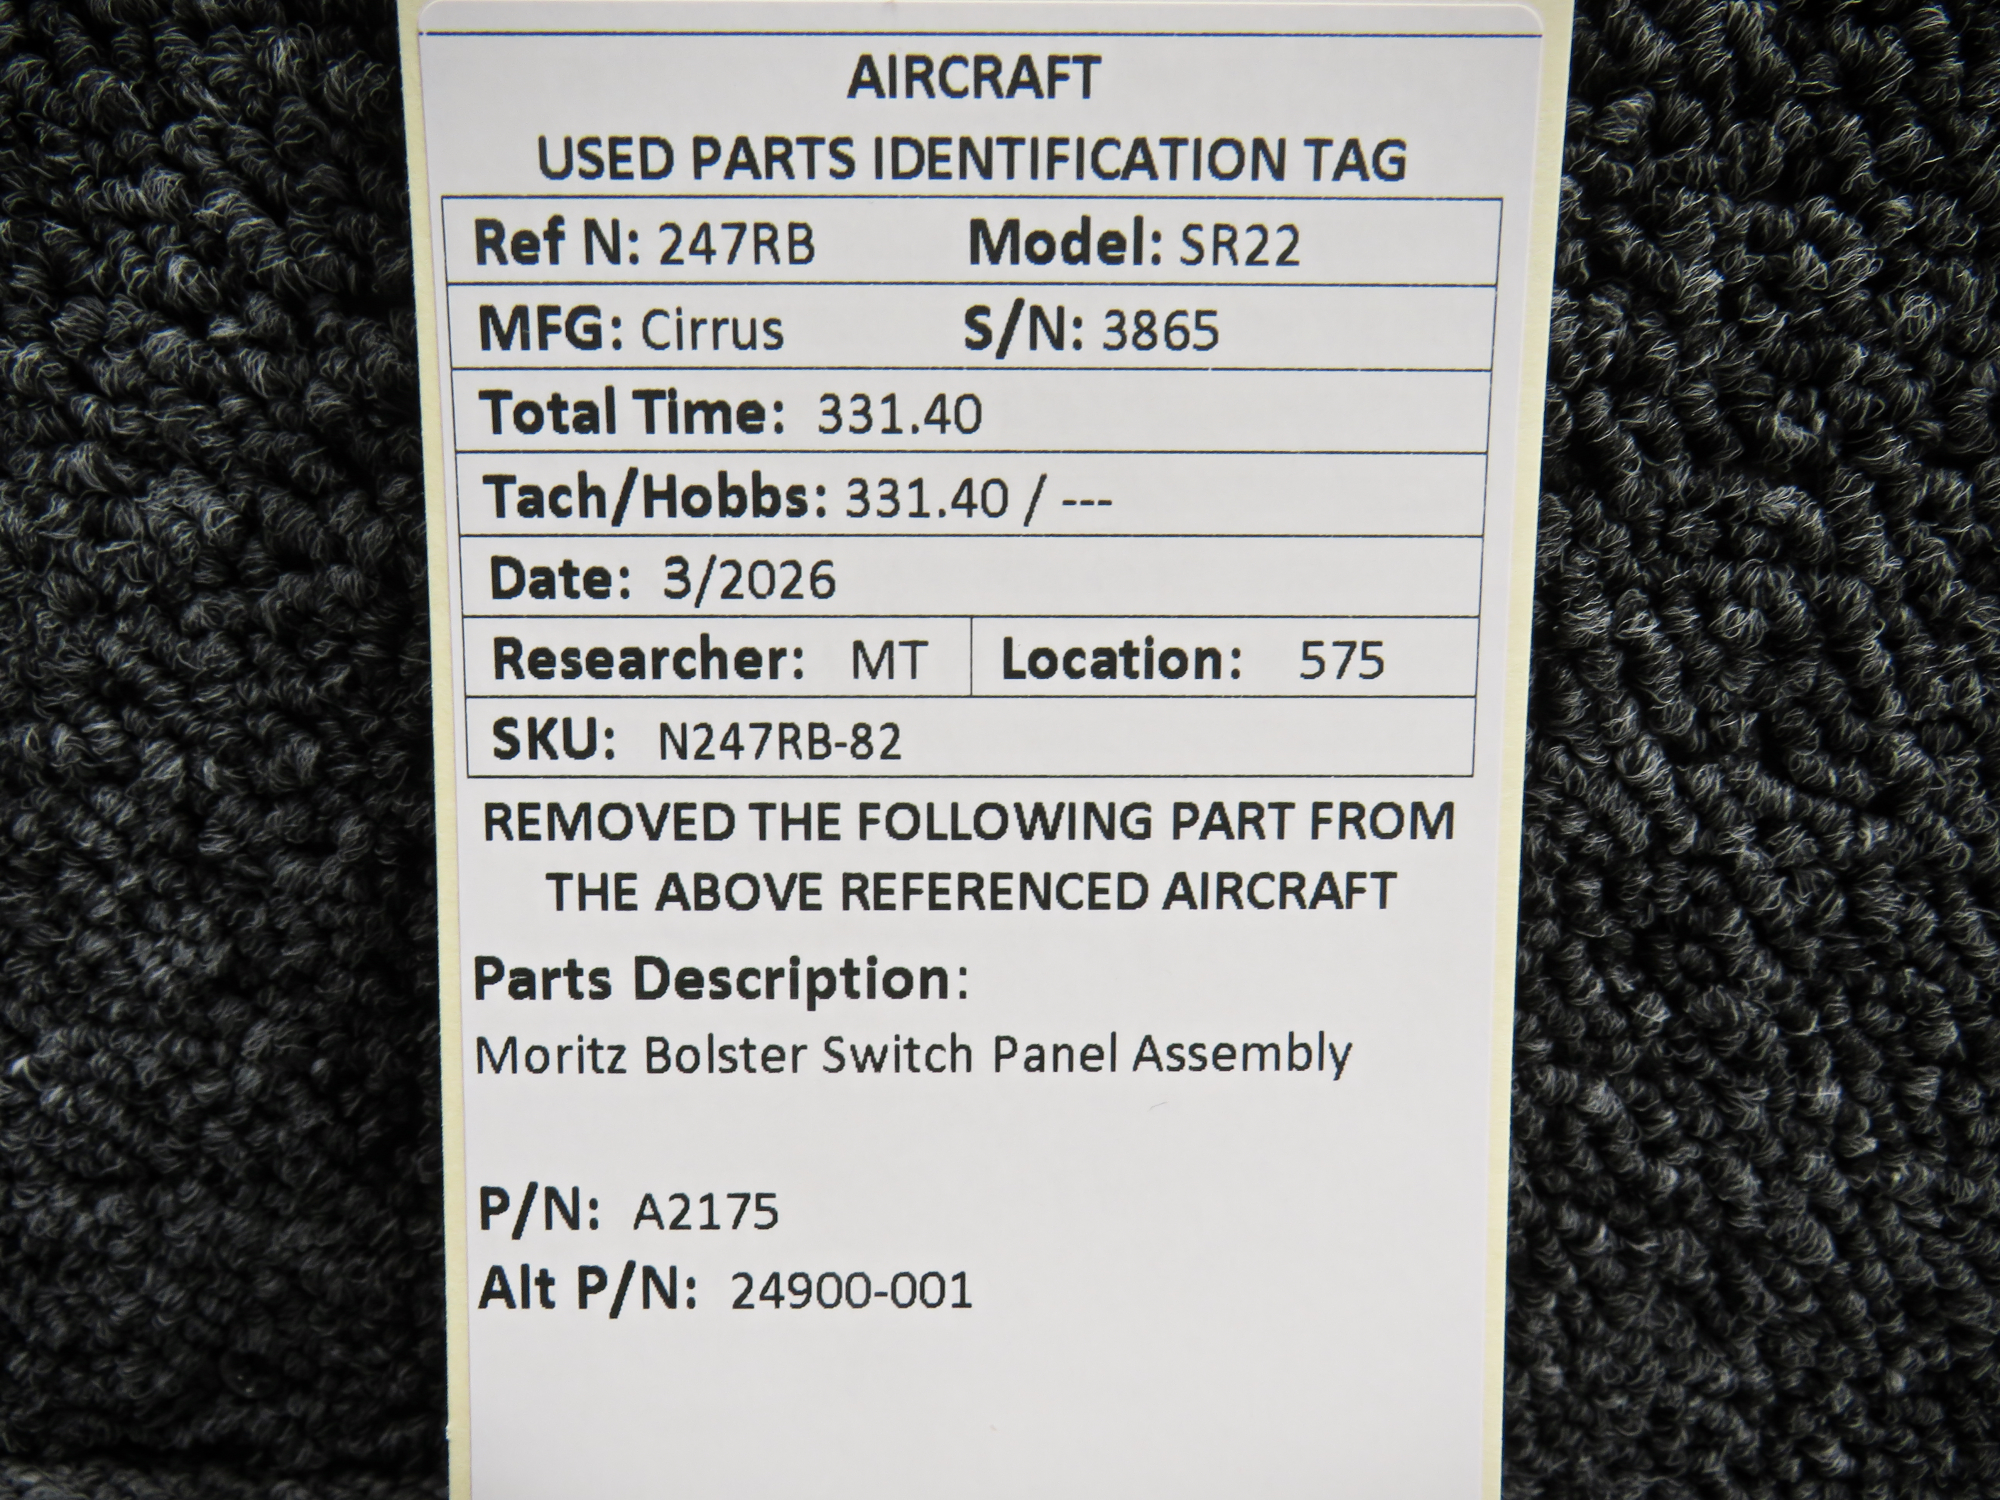 AIRCRAFT
USED PARTS IDENTIFICATION TAG
Ref N: 247RB Model: SR22
MFG: Cirrus S/N: 3865
Total Time: 331.40
Tach/Hobbs: 331.40 / ---
Date: 3/2026
Researcher: MT Location: 575
SKU: N247RB-82
REMOVED THE FOLLOWING PART FROM
THE ABOVE REFERENCED AIRCRAFT
Parts Description:
Moritz Bolster Switch Panel Assembly
P/N: A2175
Alt P/N: 24900-001